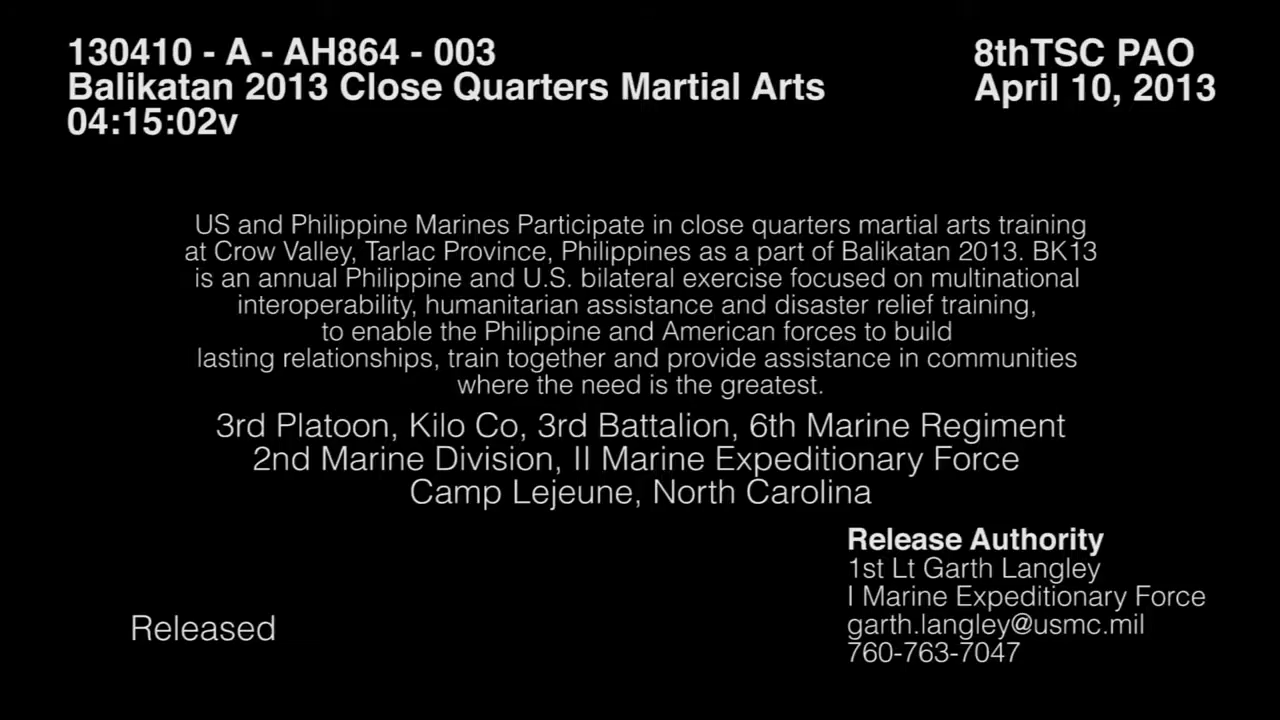 130410 - A - AH864 - 003
Balikatan 2013 Close Quarters Martial Arts
04:15:02v
8thTSC PAO
April 10, 2013
US and Philippine Marines Participate in close quarters martial arts training
at Crow Valley, Tarlac Province, Philippines as a part of Balikatan 2013. BK13
is an annual Philippine and U.S. bilateral exercise focused on multinational
interoperability, humanitarian assistance and disaster relief training,
to enable the Philippine and American forces to build
lasting relationships, train together and provide assistance in communities
where the need is the greatest.
3rd Platoon, Kilo Co, 3rd Battalion, 6th Marine Regiment
2nd Marine Division, II Marine Expeditionary Force
Camp Lejeune, North Carolina
Release Authority
1st Lt Garth Langley
I Marine Expeditionary Force
garth.langley@usmc.mil
760-763-7047
Released